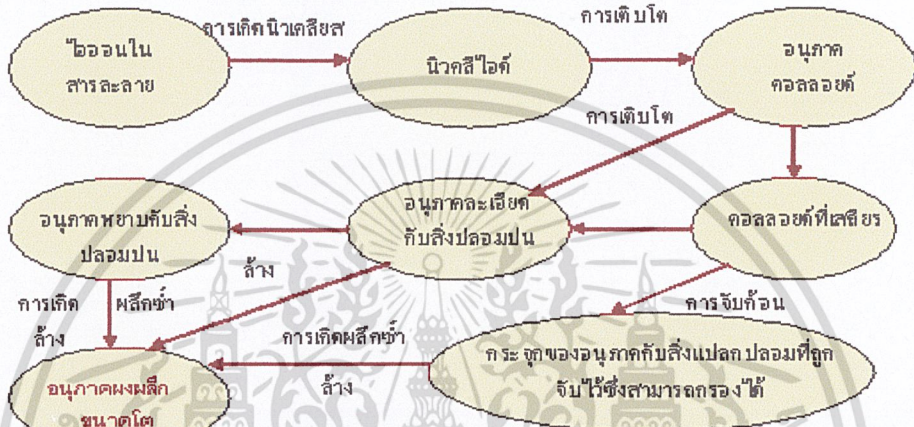 ไอออนใน
สารละลาย
การเกิดนิวเคลียส
นิวคลีไอด์
การเติบโต
อนุภาค
คอลลอยด์
การเติบโต
อนุภาคหยาบกับสิ่ง
ปลอมปน
อนุภาคละเอียด
กับสิ่งปลอมปน
คอลลอยด์ที่เสถียร
ล้าง
การเกิด
ผลึกซ้ำ
ล้าง
การจับก้อน
การเกิดผลึกซ้ำ
ล้าง
กระจุกของอนุภาคกับสิ่งแปลกปลอมที่ถูก
จับไว้ซึ่งสามารถกรองได้
อนุภาคผงผลึก
ขนาดโต